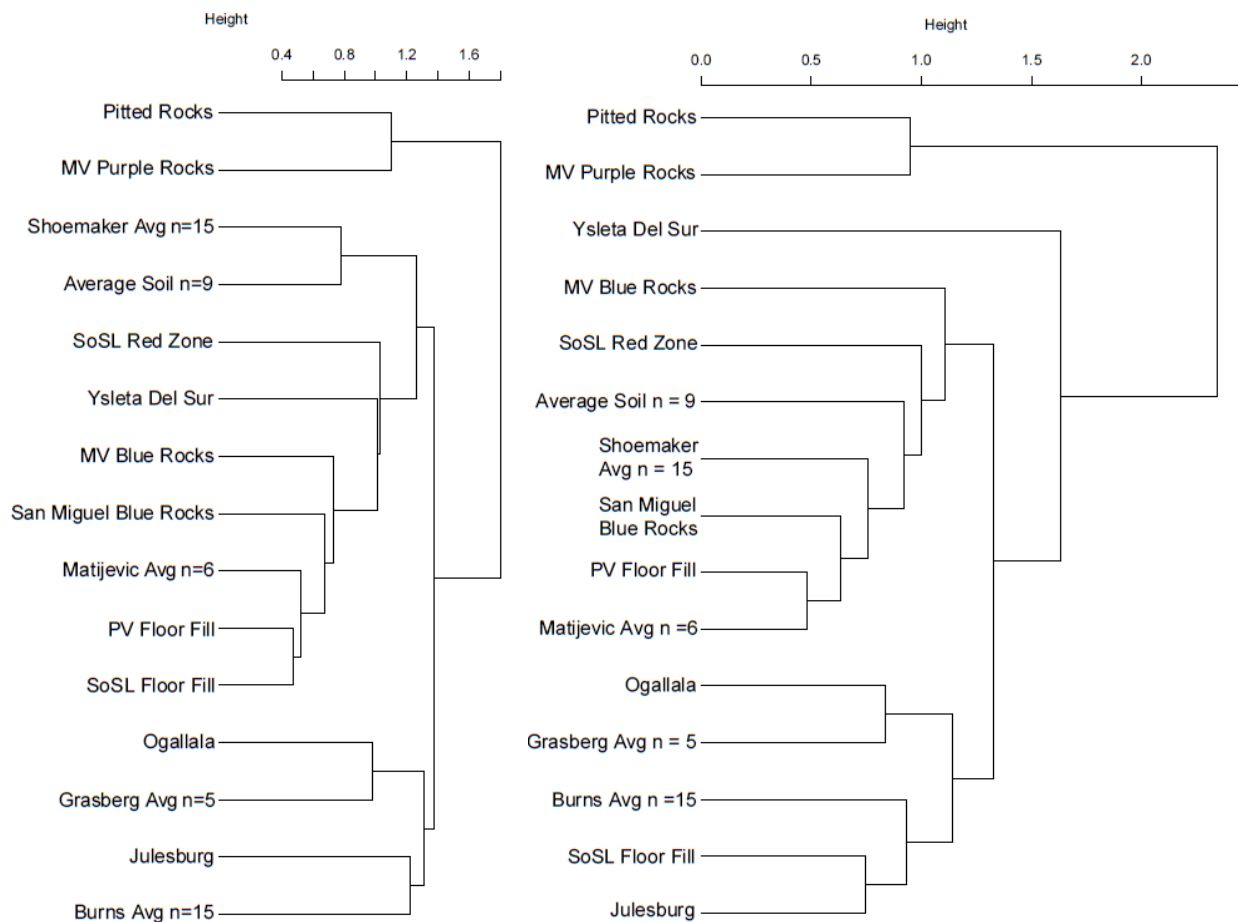 Height
0.4 0.8 1.2 1.6
Pitted Rocks
MV Purple Rocks
Shoemaker Avg n=15
Average Soil n=9
SoSL Red Zone
Ysleta Del Sur
MV Blue Rocks
San Miguel Blue Rocks
Matijevic Avg n=6
PV Floor Fill
SoSL Floor Fill
Ogallala
Grasberg Avg n=5
Julesburg
Burns Avg n=15
Height
0.0 0.5 1.0 1.5 2.0
Pitted Rocks
MV Purple Rocks
Ysleta Del Sur
MV Blue Rocks
SoSL Red Zone
Average Soil n = 9
Shoemaker
Avg n = 15
San Miguel
Blue Rocks
PV Floor Fill
Matijevic Avg n =6
Ogallala
Grasberg Avg n = 5
Burns Avg n =15
SoSL Floor Fill
Julesburg